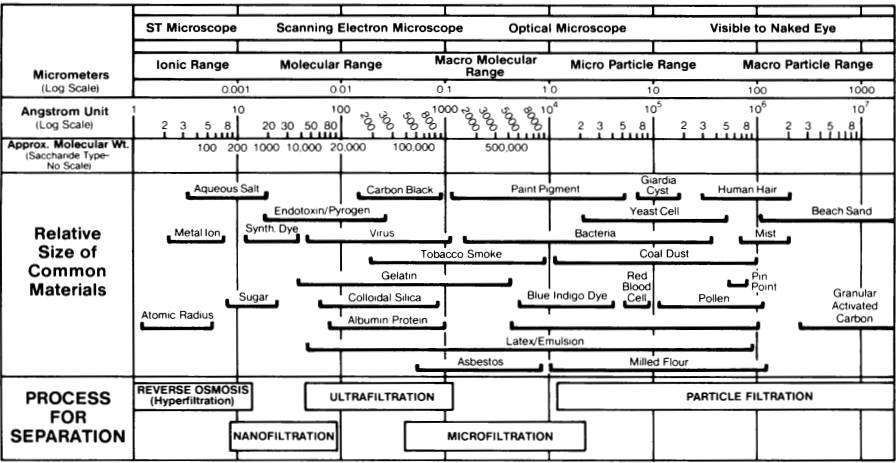 ST Microscope Scanning Electron Microscope Optical Microscope Visible to Naked Eye
Ionic Range Molecular Range Macro Molecular Range Micro Particle Range Macro Particle Range
Micrometers
(Log Scale)
0.001 0.01 0.1 1.0 10 100 1000
Angstrom Unit
(Log Scale)
1 10 100 1000 10⁴ 10⁵ 10⁶ 10⁷
2 3 5 8 20 30 50 80 200 300 500 800 2000 3000 5000 8000 2 3 5 8 2 3 5 8 2 3 5 8 2
Approx. Molecular Wt.
(Saccharide Type-
No Scale)
100 200 1000 10,000 20,000 100,000 500,000
Relative
Size of
Common
Materials
Aqueous Salt Carbon Black Paint Pigment Giardia Cyst Human Hair
Endotoxin/Pyrogen Yeast Cell Beach Sand
Metal Ion Synth. Dye Virus Bacteria Mist
Tobacco Smoke Coal Dust
Gelatin Pin Point
Sugar Colloidal Silica Blue Indigo Dye Red Blood Cell Pollen Granular Activated Carbon
Atomic Radius Albumin Protein
Latex/Emulsion
Asbestos Milled Flour
PROCESS
FOR
SEPARATION
REVERSE OSMOSIS
(Hyperfiltration)
ULTRAFILTRATION PARTICLE FILTRATION
NANOFILTRATION MICROFILTRATION